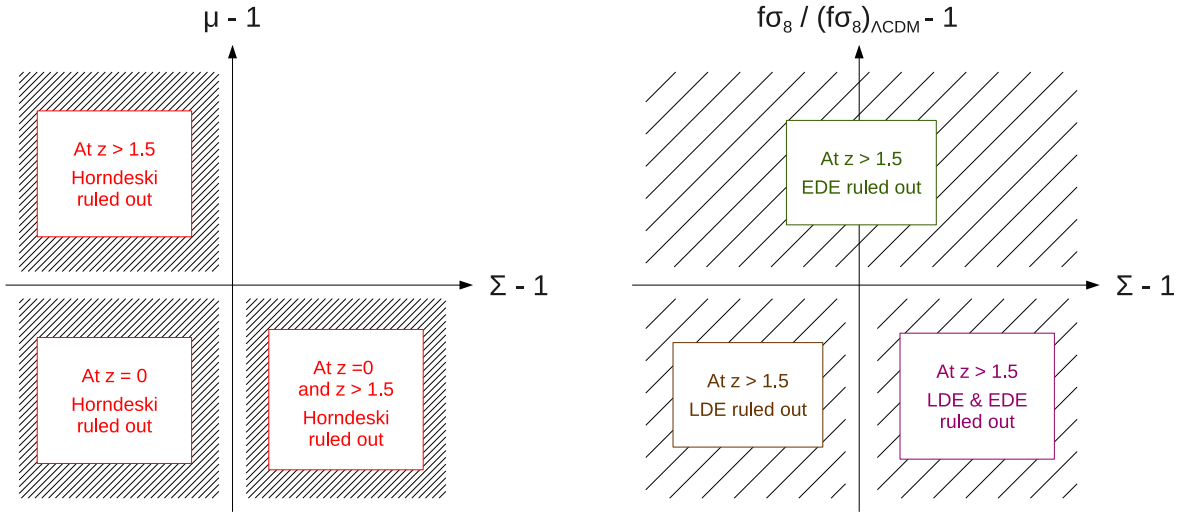 μ - 1
At z > 1.5
Horndeski
ruled out
Σ - 1
At z = 0
Horndeski
ruled out
At z =0
and z > 1.5
Horndeski
ruled out
fσ₈ / (fσ₈)ΛCDM - 1
At z > 1.5
EDE ruled out
Σ - 1
At z > 1.5
LDE ruled out
At z > 1.5
LDE & EDE
ruled out